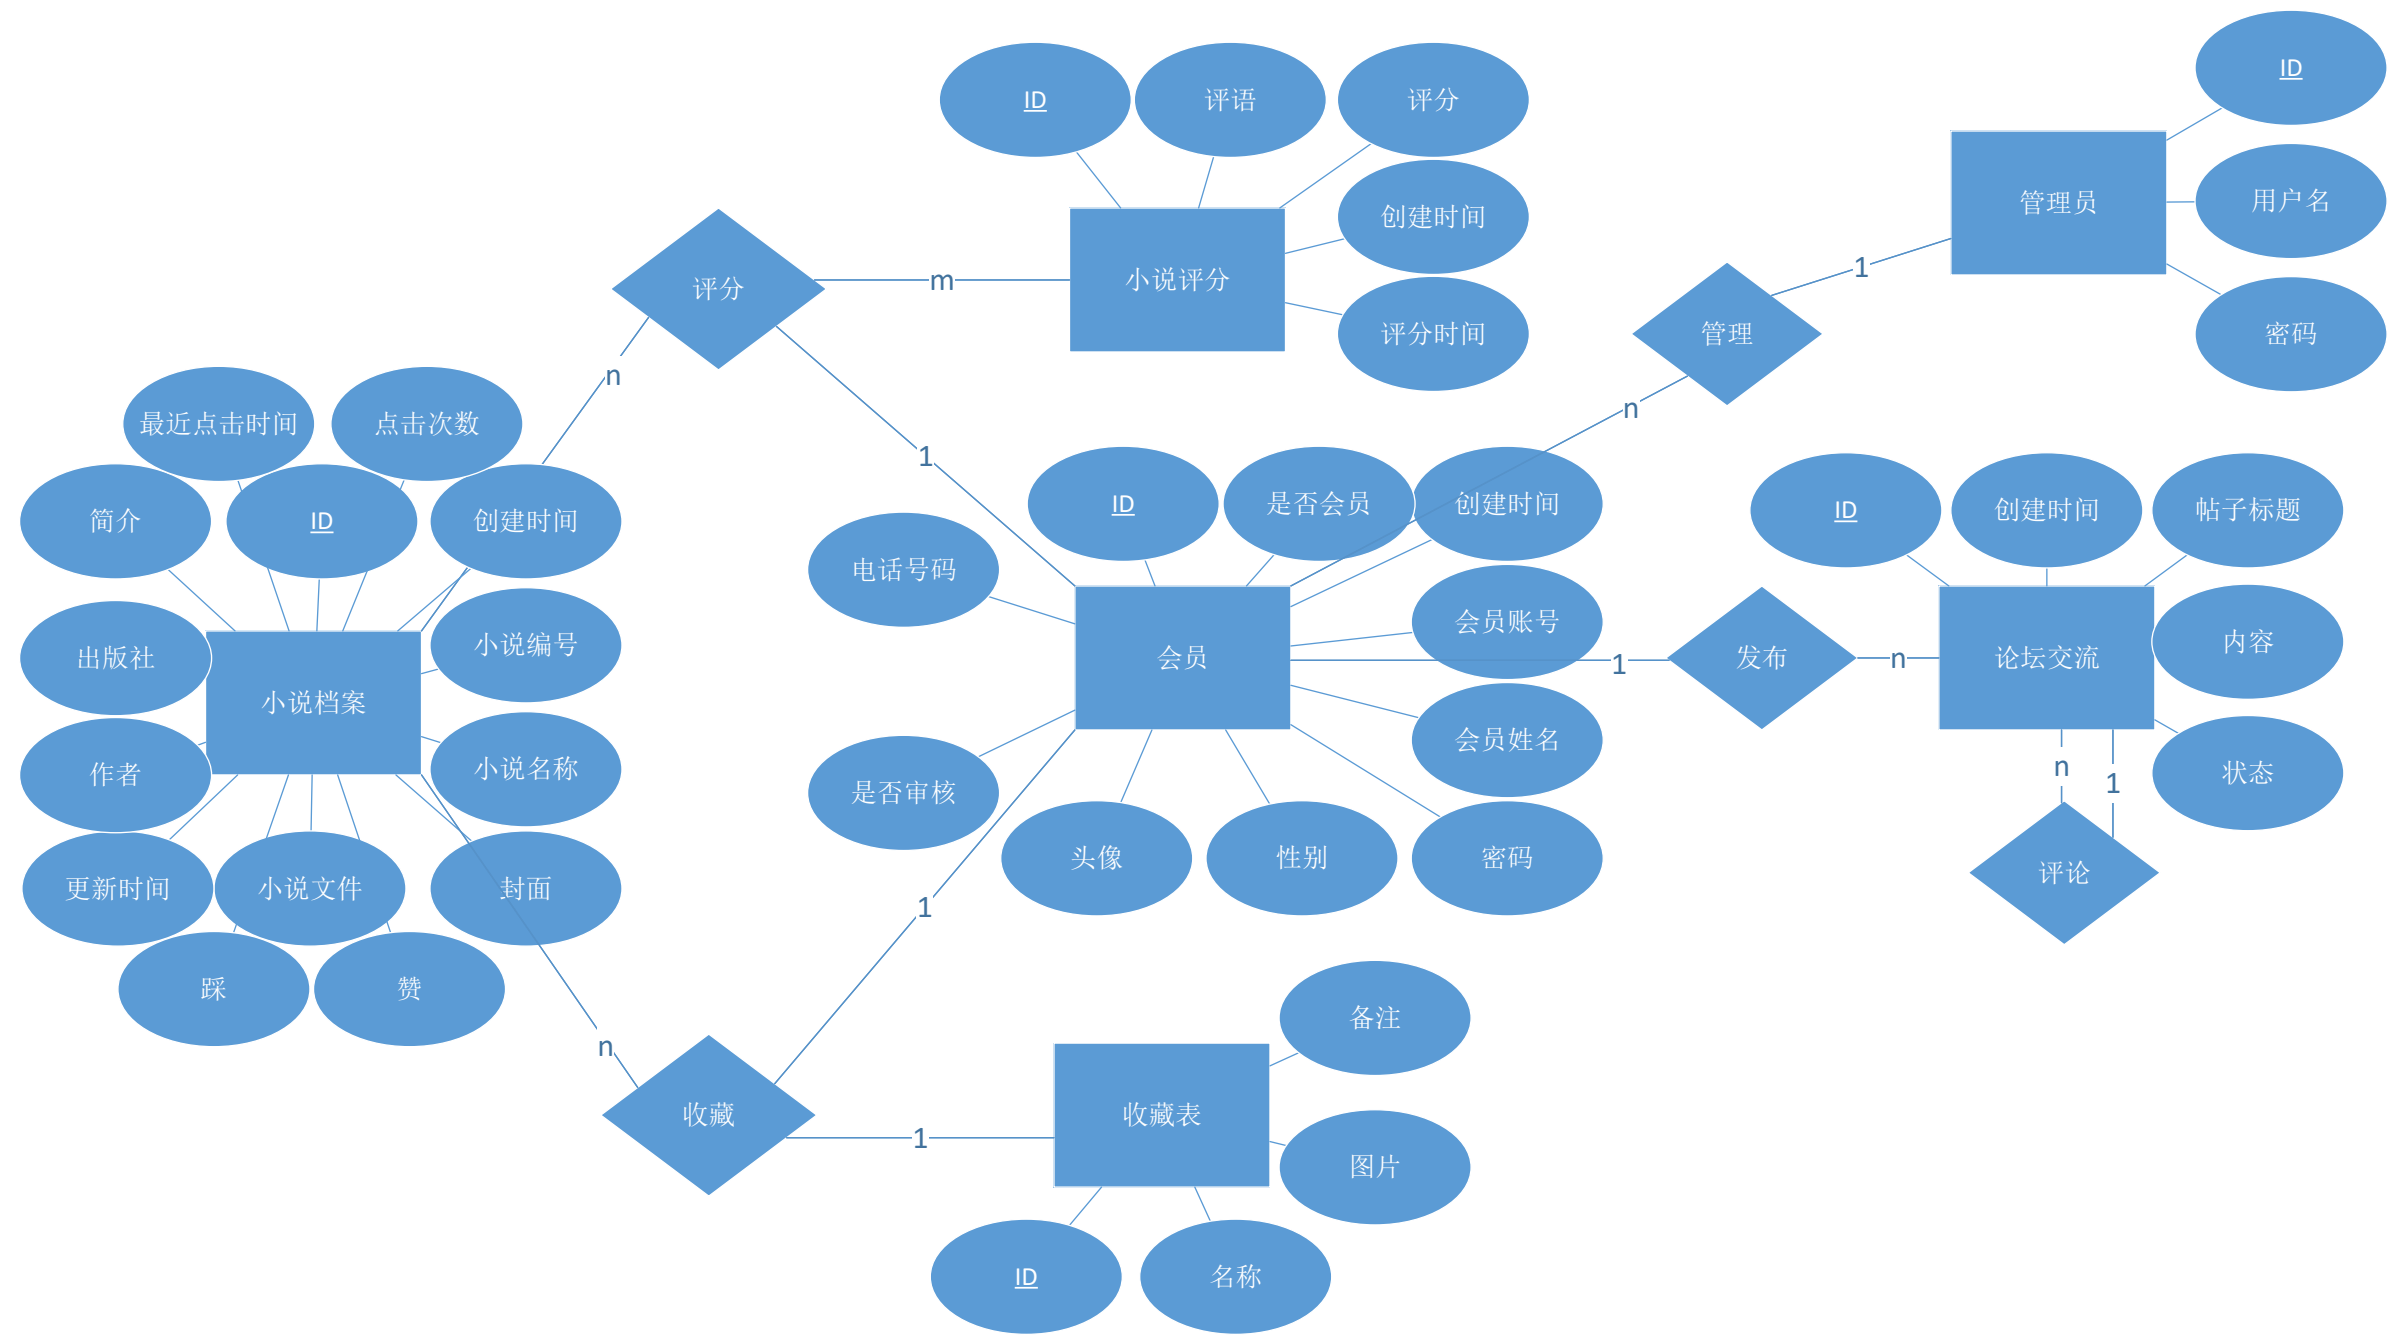 ID
ID
评语
评分
用户名
管理员
创建时间
小说评分
评分
m
1
评分时间
管理
密码
n
n
最近点击时间
点击次数
1
ID
是否会员
创建时间
ID
创建时间
帖子标题
简介
ID
创建时间
电话号码
会员账号
内容
小说编号
出版社
会员
1
发布
n
论坛交流
小说档案
会员姓名
小说名称
作者
n
1
状态
是否审核
头像
性别
密码
评论
更新时间
小说文件
封面
1
踩
赞
备注
n
收藏
收藏表
1
图片
ID
名称